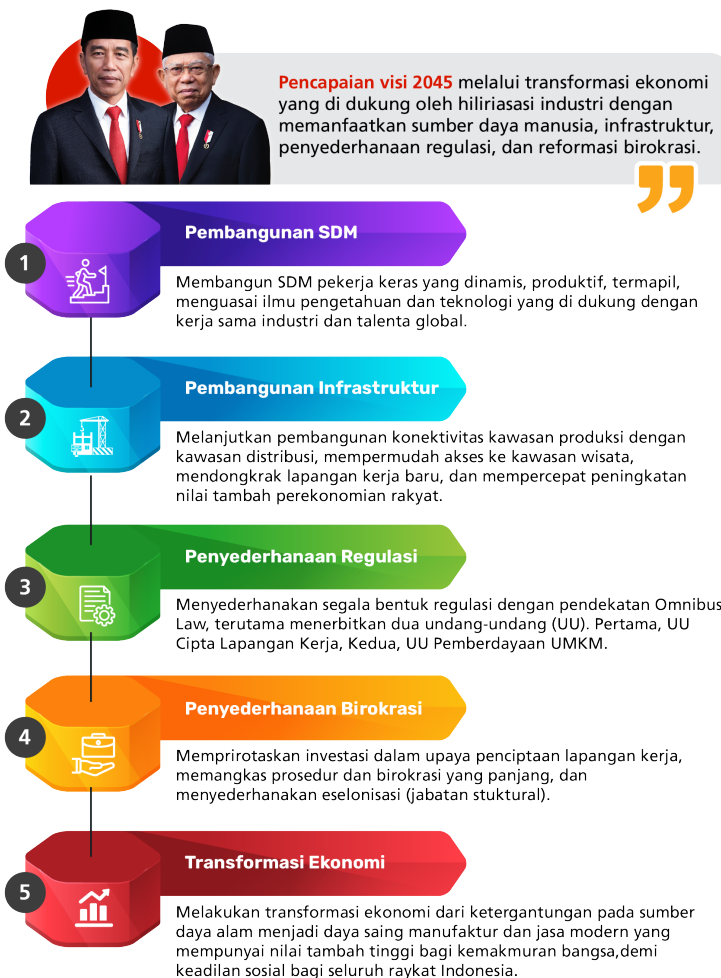 Pencapaian visi 2045 melalui transformasi ekonomi
yang di dukung oleh hiliriasasi industri dengan
memanfaatkan sumber daya manusia, infrastruktur,
penyederhanaan regulasi, dan reformasi birokrasi.
”
1
Pembangunan SDM
Membangun SDM pekerja keras yang dinamis, produktif, termapil,
menguasai ilmu pengetahuan dan teknologi yang di dukung dengan
kerja sama industri dan talenta global.
2
Pembangunan Infrastruktur
Melanjutkan pembangunan konektivitas kawasan produksi dengan
kawasan distribusi, mempermudah akses ke kawasan wisata,
mendongkrak lapangan kerja baru, dan mempercepat peningkatan
nilai tambah perekonomian rakyat.
3
Penyederhanaan Regulasi
Menyederhanakan segala bentuk regulasi dengan pendekatan Omnibus
Law, terutama menerbitkan dua undang-undang (UU). Pertama, UU
Cipta Lapangan Kerja, Kedua, UU Pemberdayaan UMKM.
4
Penyederhanaan Birokrasi
Memprirotaskan investasi dalam upaya penciptaan lapangan kerja,
memangkas prosedur dan birokrasi yang panjang, dan
menyederhanakan eselonisasi (jabatan stuktural).
5
Transformasi Ekonomi
Melakukan transformasi ekonomi dari ketergantungan pada sumber
daya alam menjadi daya saing manufaktur dan jasa modern yang
mempunyai nilai tambah tinggi bagi kemakmuran bangsa,demi
keadilan sosial bagi seluruh raykat Indonesia.